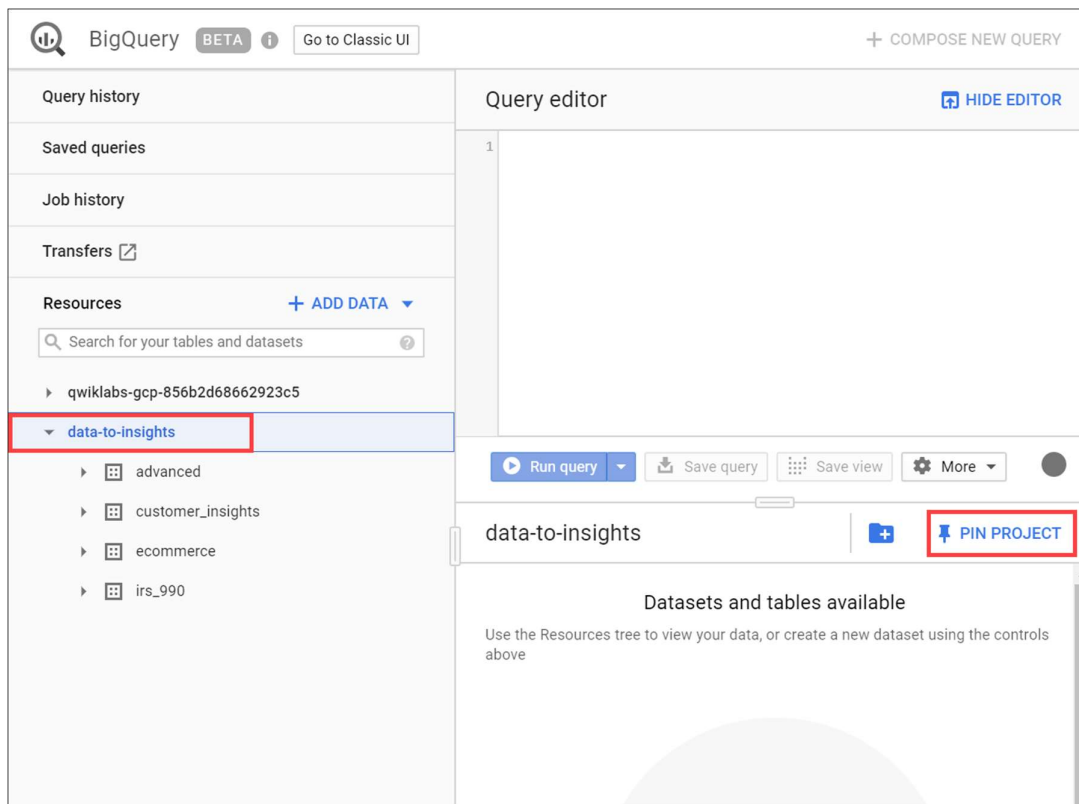 BigQuery BETA Go to Classic UI + COMPOSE NEW QUERY
Query history
Saved queries
Job history
Transfers
Resources + ADD DATA
Search for your tables and datasets
qwiklabs-gcp-856b2d68662923c5
data-to-insights
advanced
customer_insights
ecommerce
irs_990
Query editor HIDE EDITOR
1
Run query Save query Save view More
data-to-insights PIN PROJECT
Datasets and tables available
Use the Resources tree to view your data, or create a new dataset using the controls
above